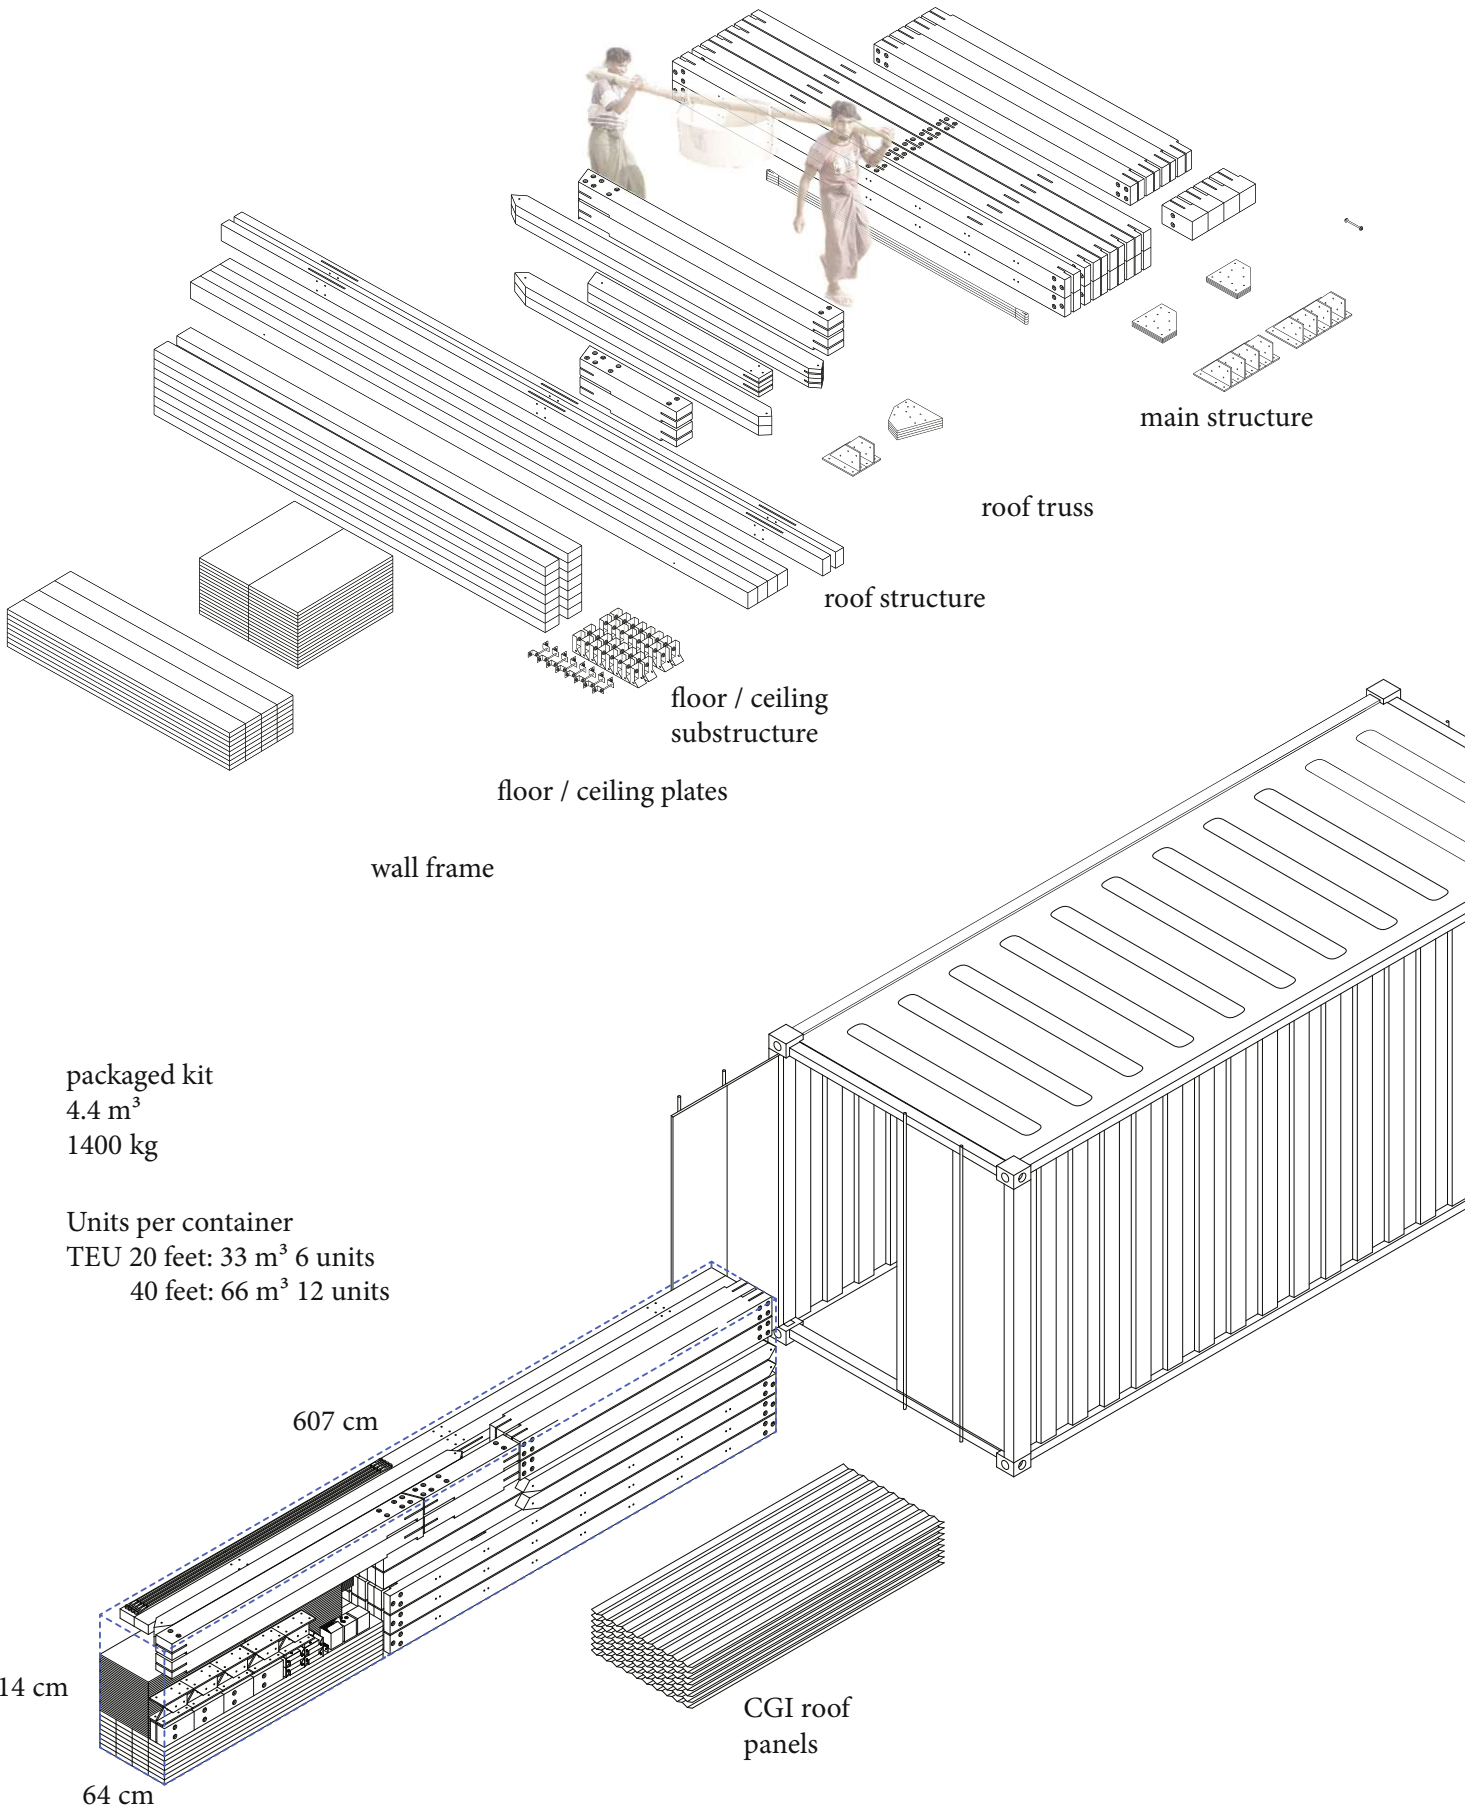 main structure
roof truss
roof structure
floor / ceiling
substructure
floor / ceiling plates
wall frame
packaged kit
4.4 m³
1400 kg
Units per container
TEU 20 feet: 33 m³ 6 units
40 feet: 66 m³ 12 units
607 cm
14 cm
64 cm
CGI roof
panels